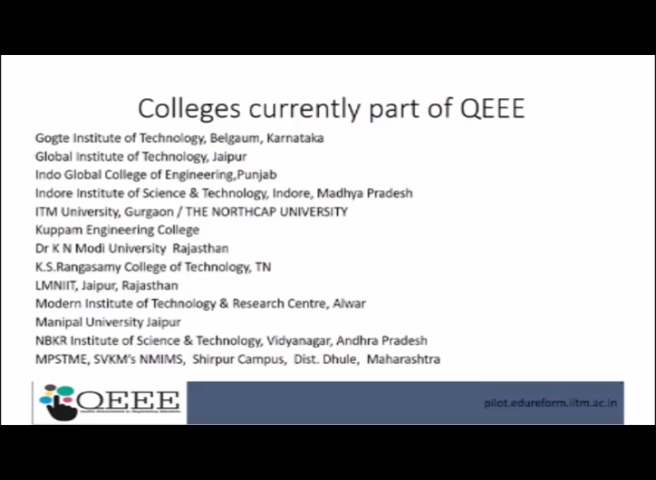 Colleges currently part of QEEE
Gogte Institute of Technology, Belgaum, Karnataka
Global Institute of Technology, Jaipur
Indo Global College of Engineering,Punjab
Indore Institute of Science & Technology, Indore, Madhya Pradesh
ITM University, Gurgaon / THE NORTHCAP UNIVERSITY
Kuppam Engineering College
Dr K N Modi University Rajasthan
K.S.Rangasamy College of Technology, TN
LMNIIT, Jaipur, Rajasthan
Modern Institute of Technology & Research Centre, Alwar
Manipal University Jaipur
NBKR Institute of Science & Technology, Vidyanagar, Andhra Pradesh
MPSTME, SVKM's NMIMS, Shirpur Campus, Dist. Dhule, Maharashtra
QEEE
pilot.edureform.iitm.ac.in